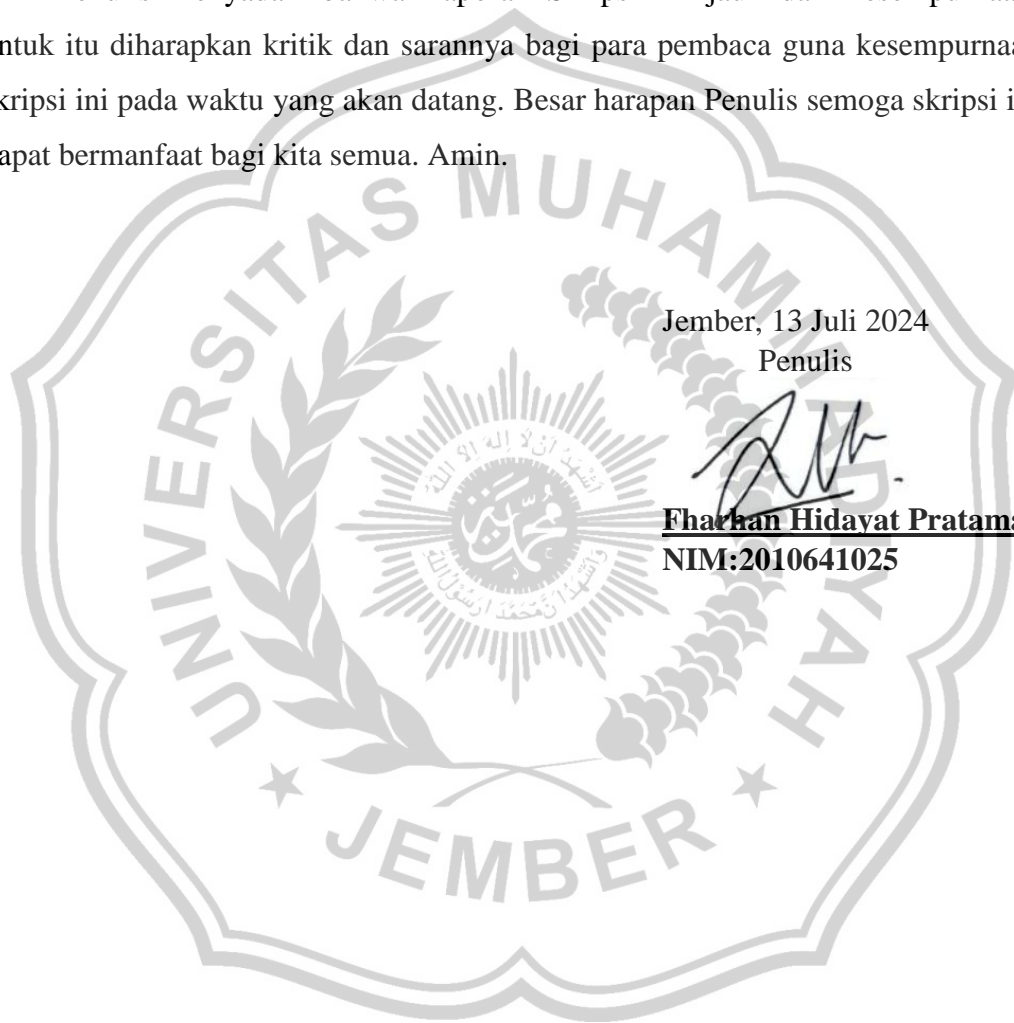 untuk itu diharapkan kritik dan sarannya bagi para pembaca guna kesempurnaan
skripsi ini pada waktu yang akan datang. Besar harapan Penulis semoga skripsi
dapat bermanfaat bagi kita semua. Amin.
UNIVERSITAS MUHAMMADIYAH
Jember, 13 Juli 2024
Penulis
Fharhan Hidayat Pratama
NIM:2010641025
JEMBER